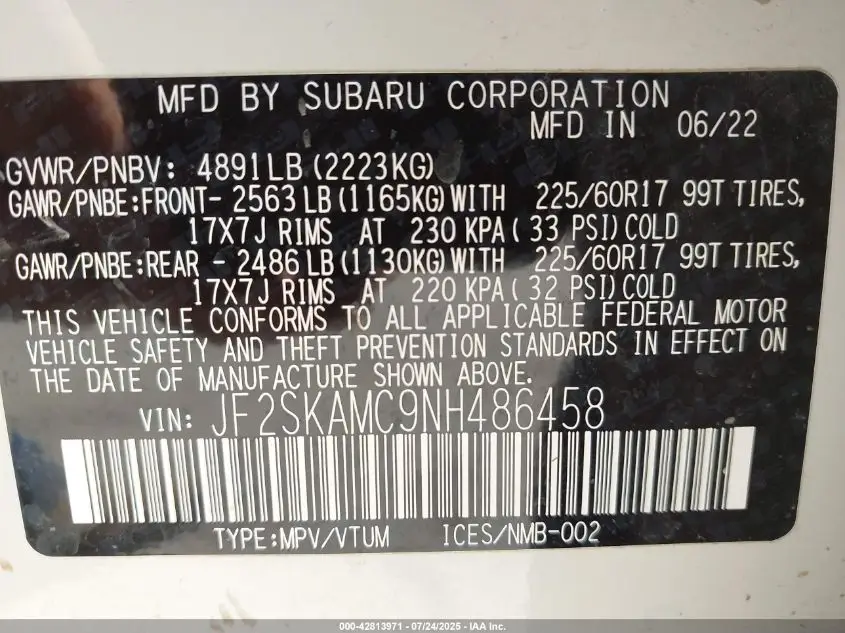 MFD BY SUBARU CORPORATION
MFD IN 06/22
GVWR/PNBV: 4891LB (2223KG)
GAWR/PNBE:FRONT- 2563 LB (1165KG) WITH 225/60R17 99T TIRES,
17X7J RIMS AT 230 KPA ( 33 PSI) COLD
GAWR/PNBE:REAR - 2486 LB (1130KG) WITH 225/60R17 99T TIRES,
17X7J RIMS AT 220 KPA ( 32 PSI) COLD
THIS VEHICLE CONFORMS TO ALL APPLICABLE FEDERAL MOTOR
VEHICLE SAFETY AND THEFT PREVENTION STANDARDS IN EFFECT ON
THE DATE OF MANUFACTURE SHOWN ABOVE.
VIN: JF2SKAMC9NH486458
TYPE:MPV/VTUM ICES/NMB-002
000-42813971 | 07/24/2025 - IAA Inc.